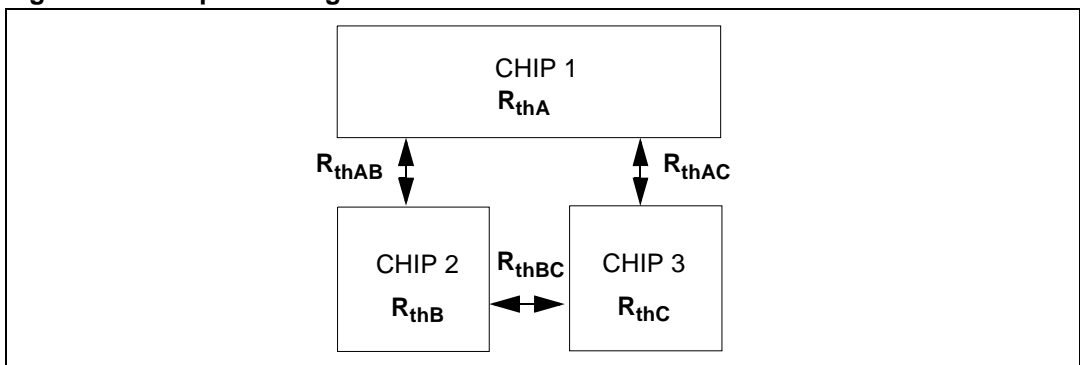 CHIP 1
RthA
RthAB
RthAC
CHIP 2
RthBC
CHIP 3
RthB
RthC